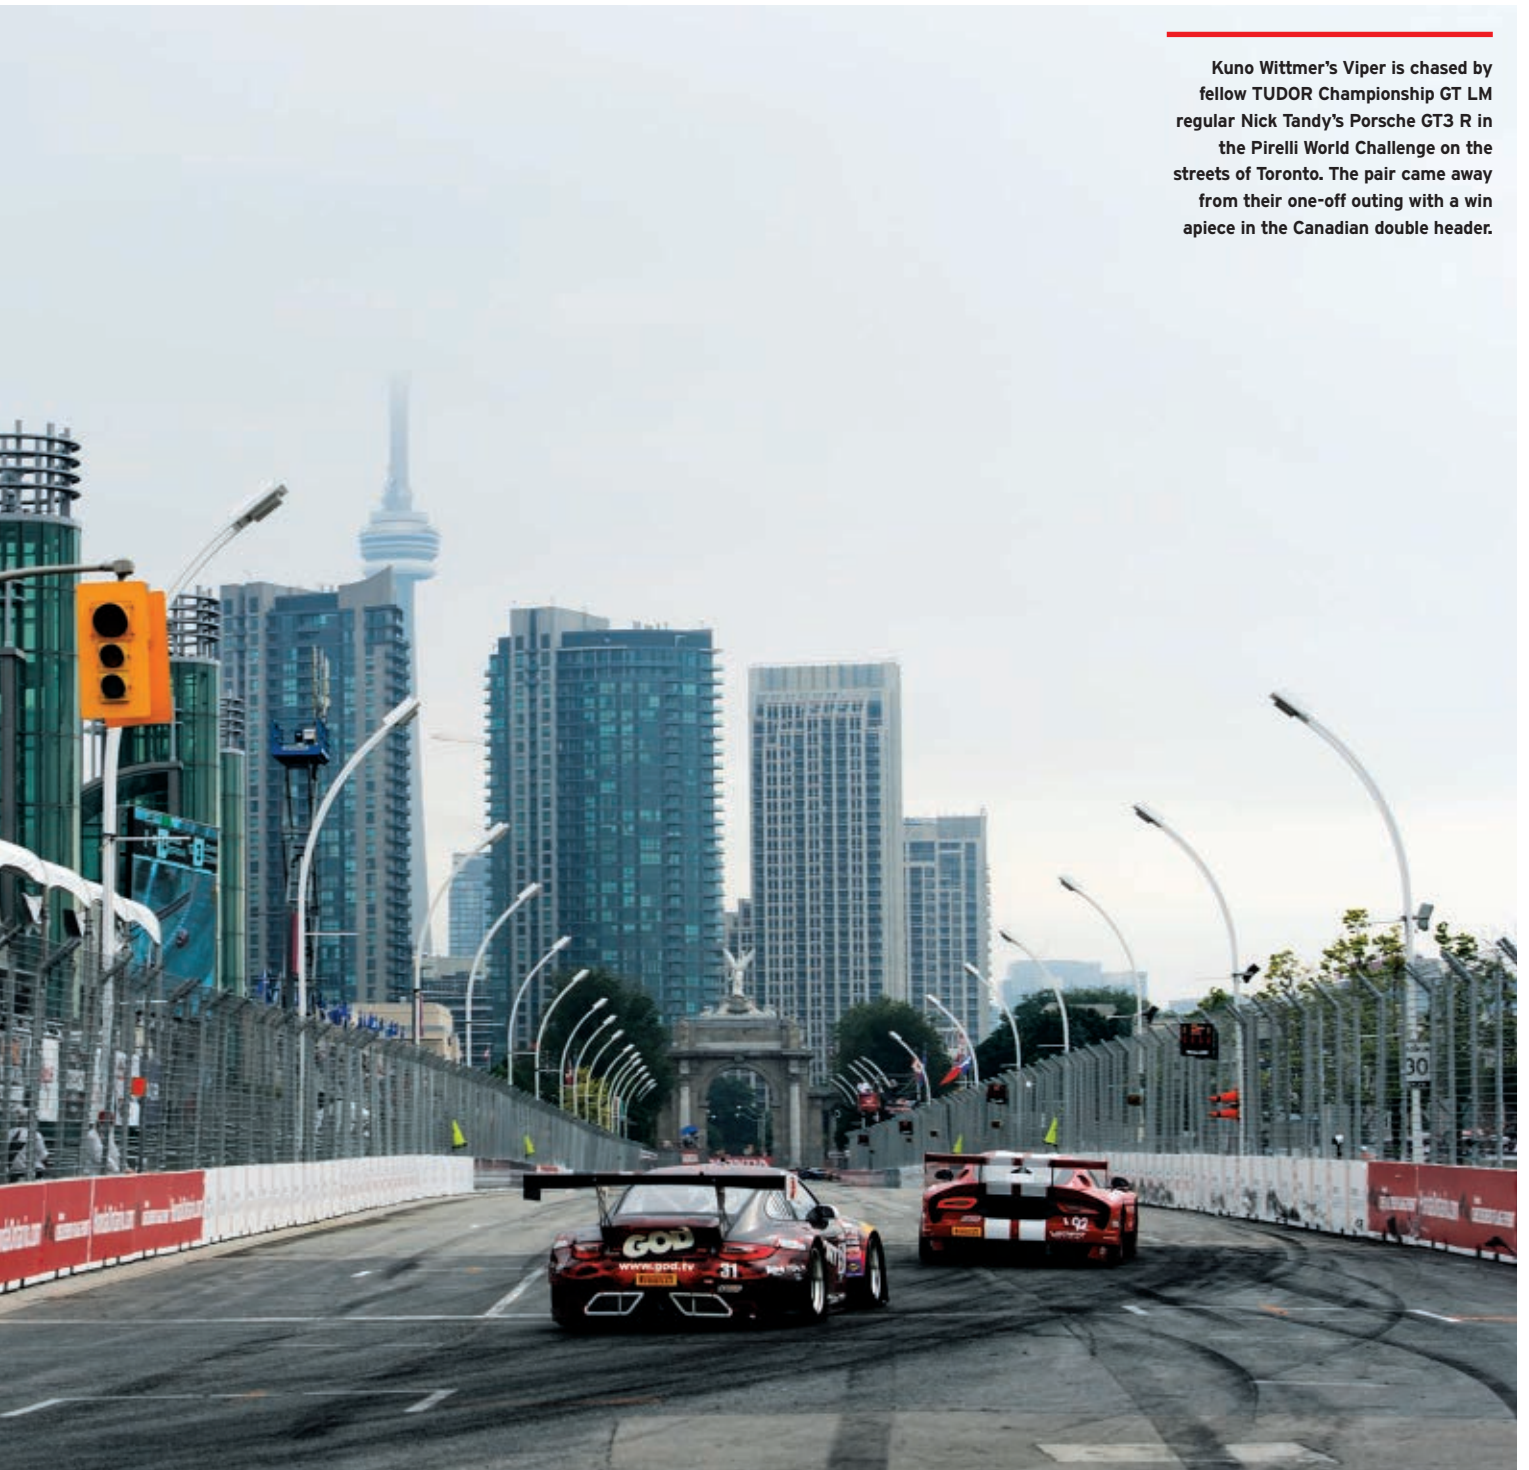 Kuno Wittmer's Viper is chased by
fellow TUDOR Championship GT LM
regular Nick Tandy's Porsche GT3 R in
the Pirelli World Challenge on the
streets of Toronto. The pair came away
from their one-off outing with a win
apiece in the Canadian double header.
30
HONDA
GOD
www.god.tv
31
92